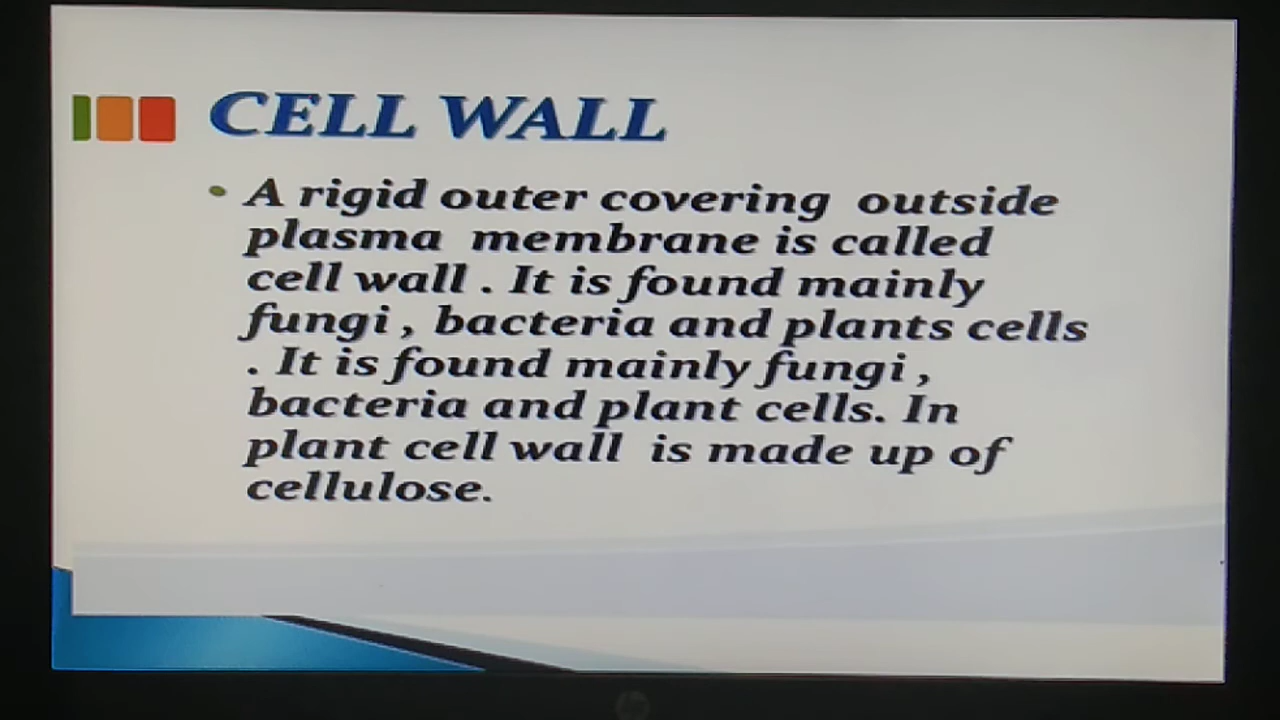 CELL WALL
• A rigid outer covering outside
plasma membrane is called
cell wall . It is found mainly
fungi , bacteria and plants cells
. It is found mainly fungi ,
bacteria and plant cells. In
plant cell wall is made up of
cellulose.
hp